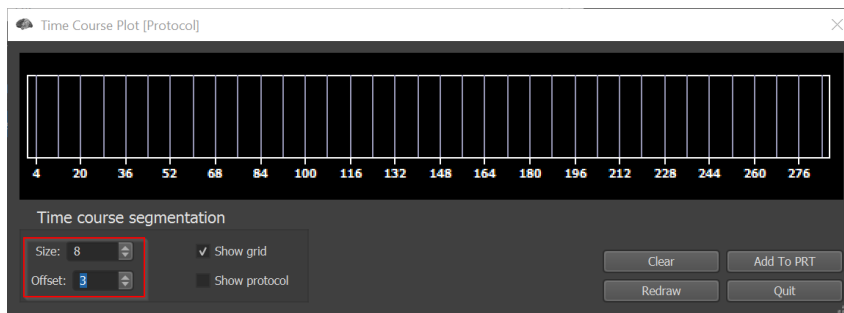 Time Course Plot [Protocol]
4 20 36 52 68 84 100 116 132 148 164 180 196 212 228 244 260 276
Time course segmentation
Size: 8 ✓ Show grid
Offset: 3 Show protocol
Clear Add To PRT
Redraw Quit